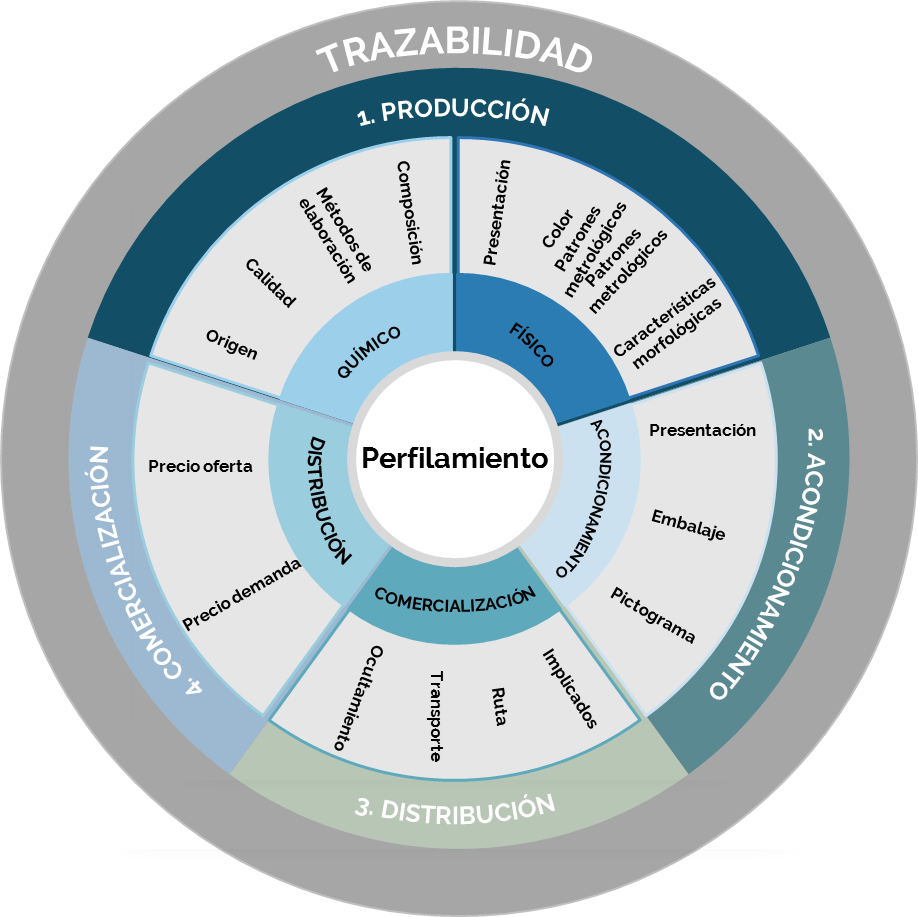 TRAZABILIDAD
1. PRODUCCIÓN
Composición
Métodos de
elaboración
Calidad
Origen
QUÍMICO
Presentación
Color
Patrones
metrológicos
Patrones
metrológicos
Características
morfológicas
FÍSICO
Perfilamiento
2. ACONDICIONAMIENTO
ACONDICIONAMIENTO
Presentación
Embalaje
Pictograma
3. DISTRIBUCIÓN
COMERCIALIZACIÓN
Implicados
Ruta
Transporte
Ocultamiento
4. COMERCIALIZACIÓN
DISTRIBUCIÓN
Precio oferta
Precio demanda